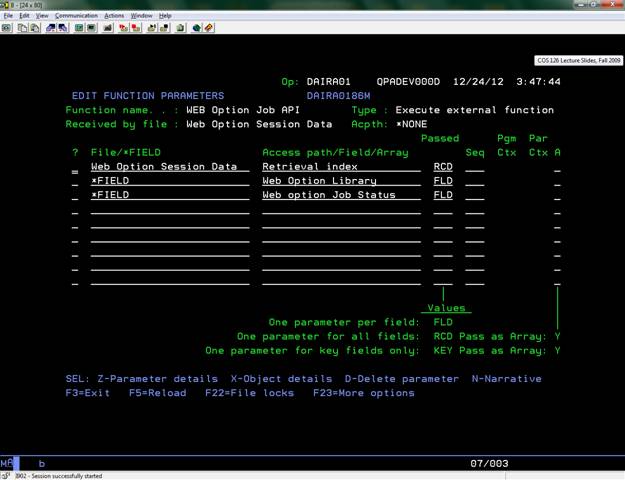 B - [24 x 80]
File Edit View Communication Actions Window Help
COS 126 Lecture Slides, Fall 2009
Op: DAIRA01 QPADEV000D 12/24/12 3:47:44
EDIT FUNCTION PARAMETERS DAIRA0186M
Function name. . : WEB Option Job API Type : Execute external function
Received by file : Web Option Session Data Acpth: *NONE
Passed Pgm Par
? File/*FIELD Access path/Field/Array Seq Ctx Ctx A
Web Option Session Data Retrieval index RCD
*FIELD Web Option Library FLD
*FIELD Web option Job Status FLD
Values
One parameter per field: FLD
One parameter for all fields: RCD Pass as Array: Y
One parameter for key fields only: KEY Pass as Array: Y
SEL: Z-Parameter details X-Object details D-Delete parameter N-Narrative
F3=Exit F5=Reload F22=File locks F23=More options
MA b 07/003
I902 - Session successfully started